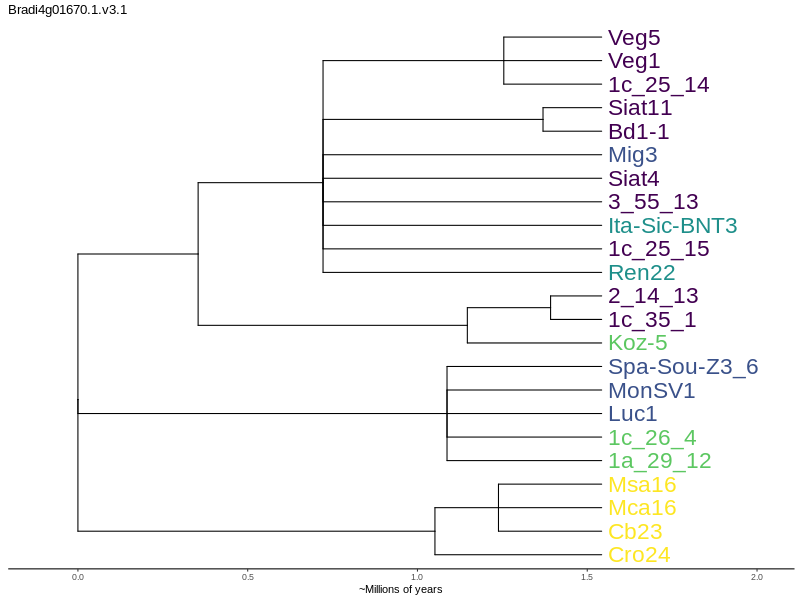 Bradi4g01670.1.v3.1
Veg5
Veg1
1c_25_14
Siat11
Bd1-1
Mig3
Siat4
3_55_13
Ita-Sic-BNT3
1c_25_15
Ren22
2_14_13
1c_35_1
Koz-5
Spa-Sou-Z3_6
MonSV1
Luc1
1c_26_4
1a_29_12
Msa16
Mca16
Cb23
Cro24
0.0 0.5 1.0 1.5 2.0
~Millions of years